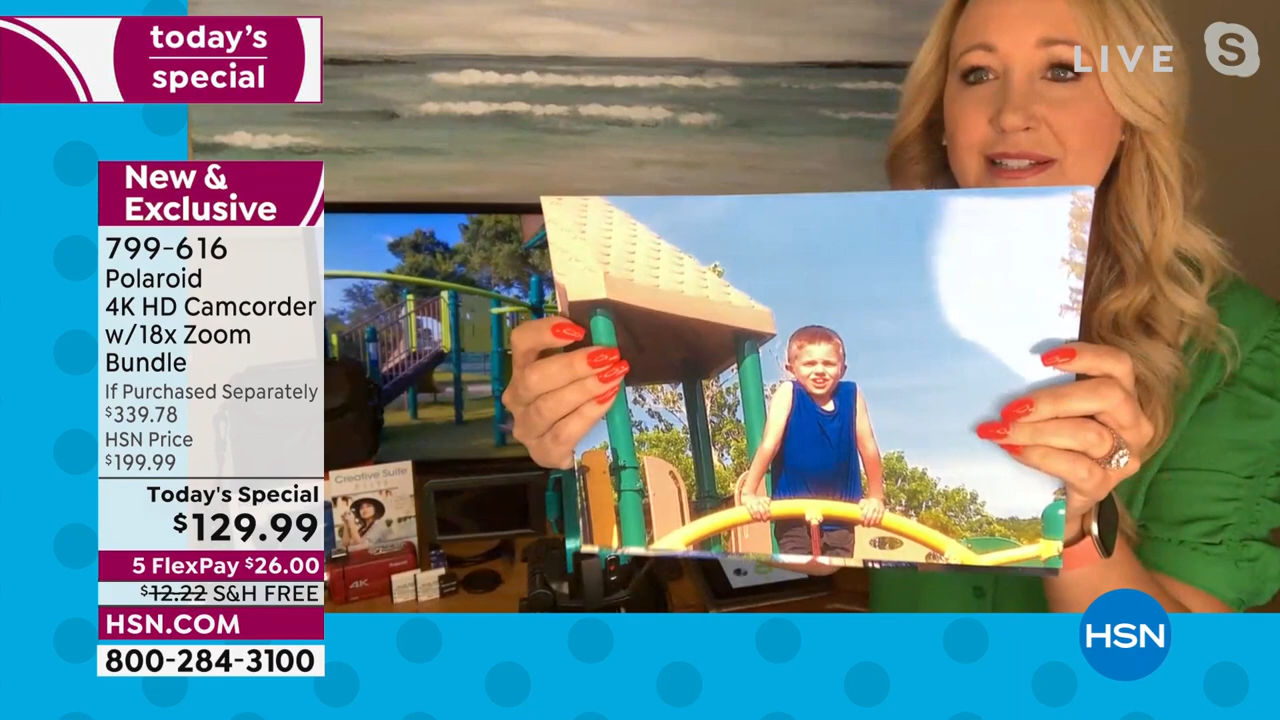 today's
special
New &
Exclusive
799-616
Polaroid
4K HD Camcorder
w/18x Zoom
Bundle
If Purchased Separately
$339.78
HSN Price
$199.99
Today's Special
$129.99
5 FlexPay $26.00
$12.22 S&H FREE
HSN.COM
800-284-3100
LIVE
S
Creative Suite
4K
HSN